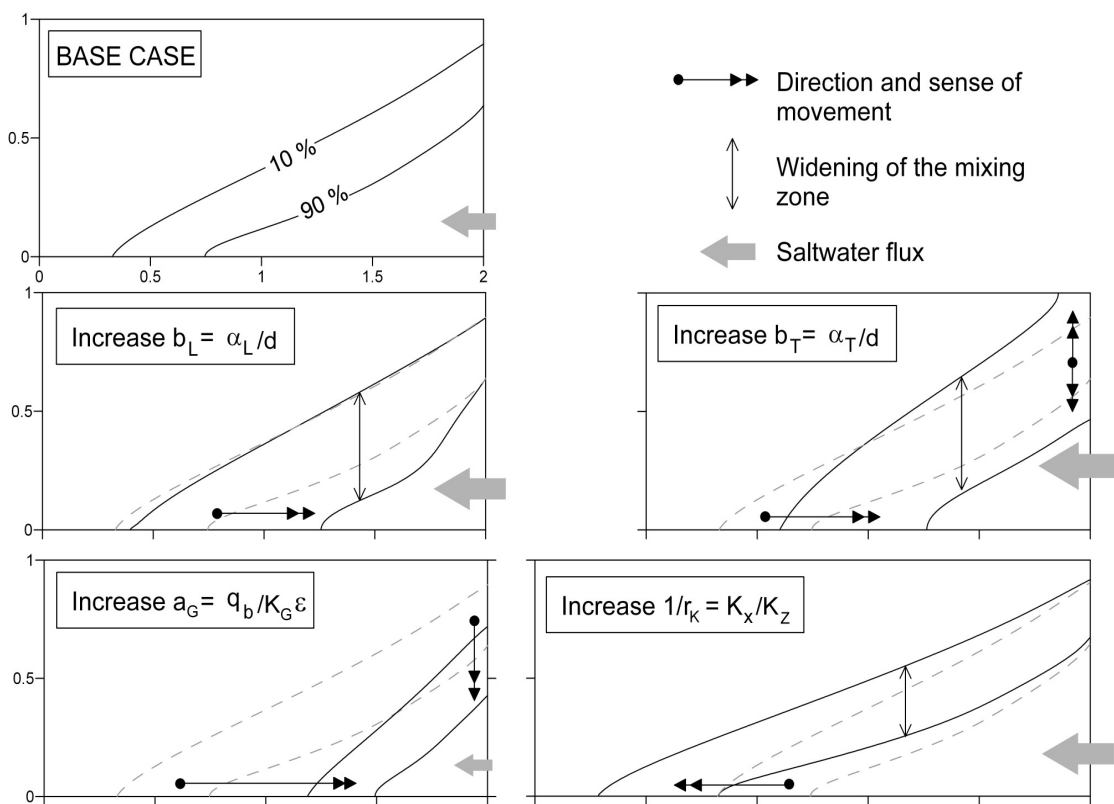 1
BASE CASE
0.5
10 %
90 %
0
0
0.5
1
1.5
2
Direction and sense of
movement
Widening of the mixing
zone
Saltwater flux
1
Increase b_L= α_L/d
0.5
0
Increase b_T= α_T/d
1
Increase a_G= q_b/K_G ε
0.5
0
Increase 1/r_K = K_x/K_z